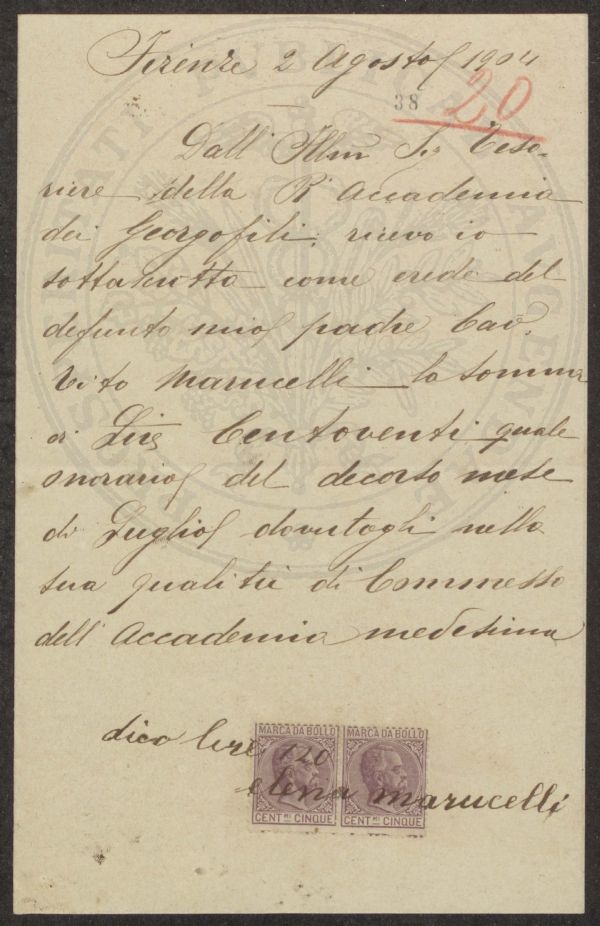 Firenze 2 Agosto 1904
38 20
Dall' Illm Sr Teso-
riere della R Accademia
dei Georgofili, ricevo io
sottascritta come erede del
defunto mio padre Cav.
Vito Marucelli la somma
di Lire Centoventi quale
onorario del decorso mese
di Luglio dovutogli nella
sua qualità di Commesso
dell' Accademia medesima
dico lire 120
elena marucelli
MARCA DA BOLLO MARCA DA BOLLO
CENT.MI CINQUE CENT.MI CINQUE